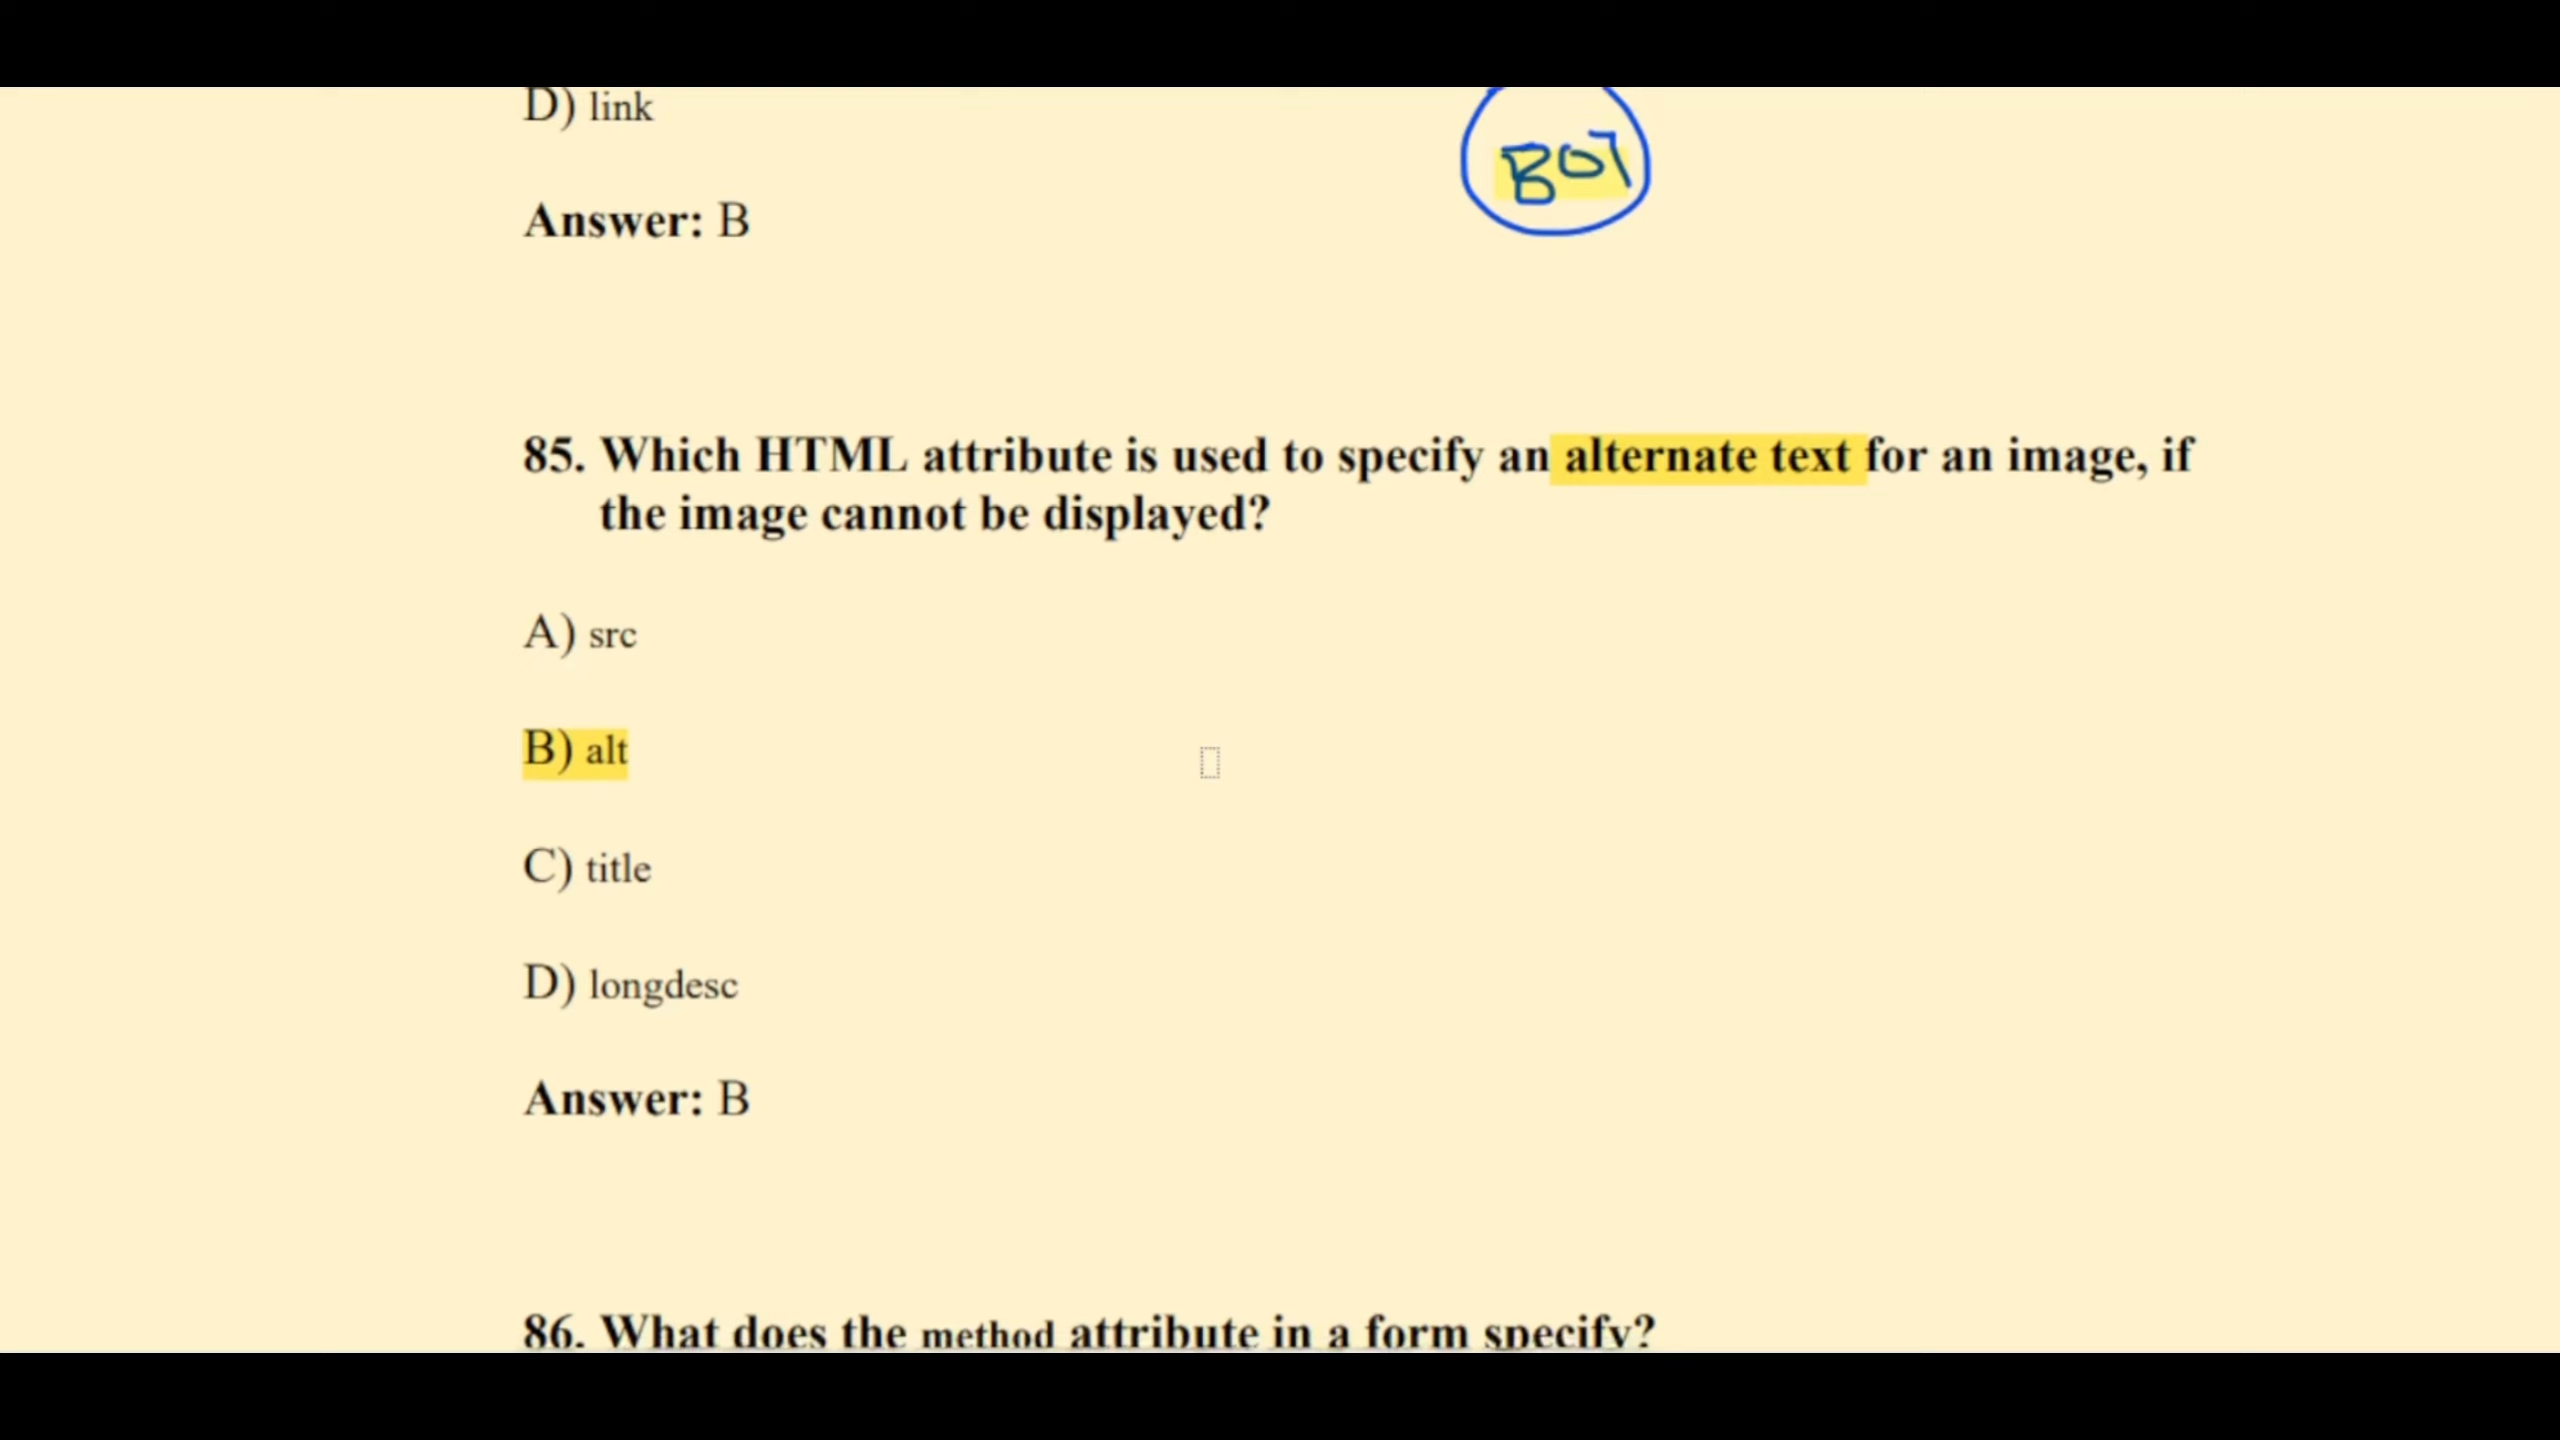 D) link
BOT
Answer: B
85. Which HTML attribute is used to specify an alternate text for an image, if
the image cannot be displayed?
A) src
B) alt
C) title
D) longdesc
Answer: B
86. What does the method attribute in a form specify?